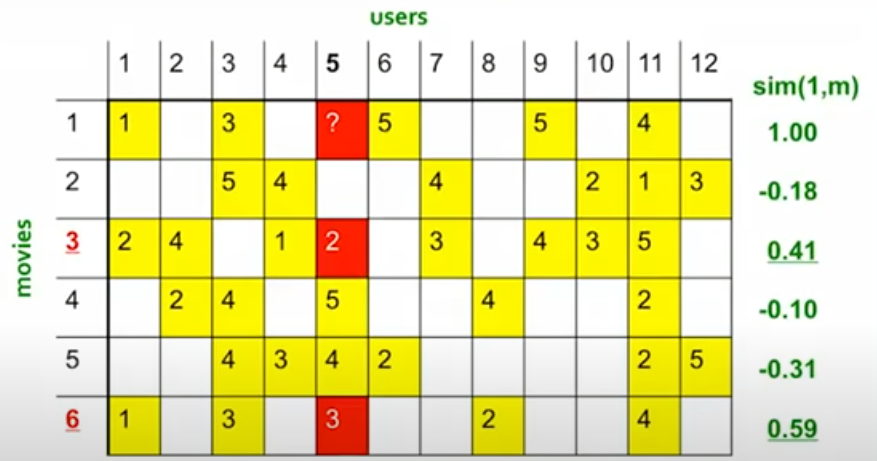 users
1 2 3 4 5 6 7 8 9 10 11 12
sim(1,m)
1 1 3 ? 5 5 4 1.00
2 5 4 4 2 1 3 -0.18
movies
3 2 4 1 2 3 4 3 5 0.41
4 2 4 5 4 2 -0.10
5 4 3 4 2 2 5 -0.31
6 1 3 3 2 4 0.59